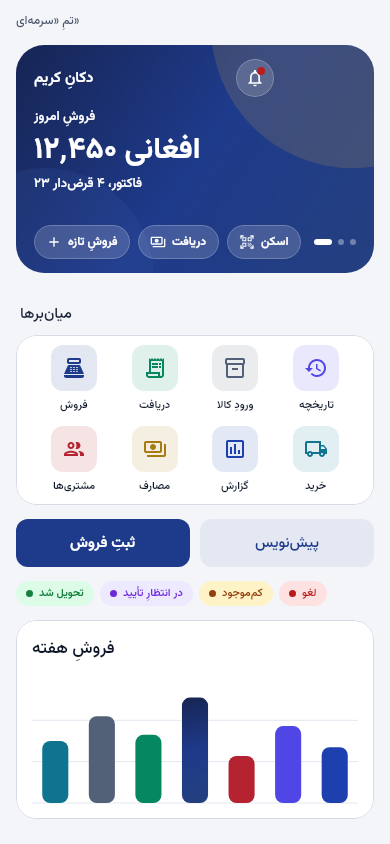 «تمِ «سرمه‌ای
دکانِ کریم
فروشِ امروز
۱۲,۴۵۰ افغانی
۲۳ فاکتور، ۴ قرض‌دار
فروشِ تازه
دریافت
اسکن
میان‌برها
فروش
دریافت
ورودِ کالا
تاریخچه
مشتری‌ها
مصارف
گزارش
خرید
ثبتِ فروش
پیش‌نویس
تحویل شد
در انتظارِ تأیید
کم‌موجود
لغو
فروشِ هفته